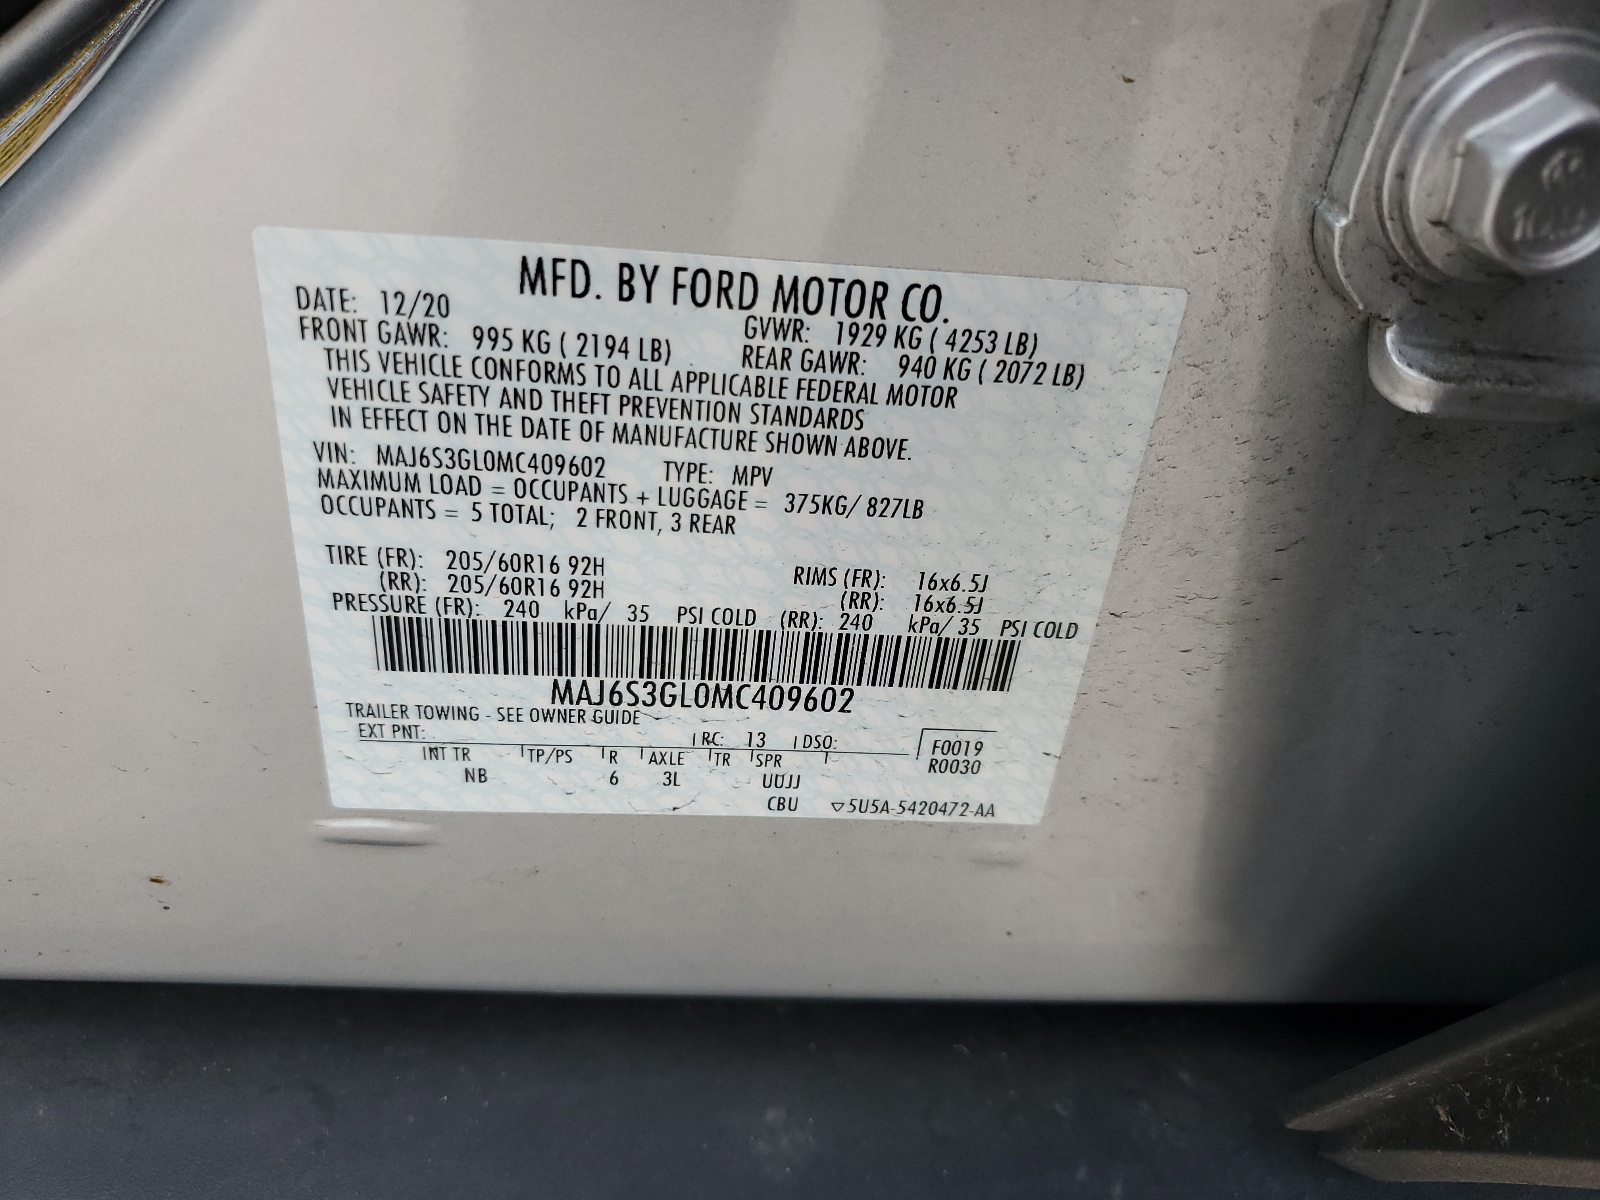 MFD. BY FORD MOTOR CO.
DATE: 12/20 GVWR: 1929 KG ( 4253 LB)
FRONT GAWR: 995 KG ( 2194 LB) REAR GAWR: 940 KG ( 2072 LB)
THIS VEHICLE CONFORMS TO ALL APPLICABLE FEDERAL MOTOR
VEHICLE SAFETY AND THEFT PREVENTION STANDARDS
IN EFFECT ON THE DATE OF MANUFACTURE SHOWN ABOVE.
VIN: MAJ6S3GL0MC409602 TYPE: MPV
MAXIMUM LOAD = OCCUPANTS + LUGGAGE = 375KG/ 827LB
OCCUPANTS = 5 TOTAL; 2 FRONT, 3 REAR
TIRE (FR): 205/60R16 92H RIMS (FR): 16x6.5J
(RR): 205/60R16 92H (RR): 16x6.5J
PRESSURE (FR): 240 kPa/ 35 PSI COLD (RR): 240 kPa/ 35 PSI COLD
MAJ6S3GL0MC409602
TRAILER TOWING - SEE OWNER GUIDE
EXT PNT: RC: 13 DSO: F0019
INT TR TP/PS R AXLE TR SPR R0030
NB 6 3L UUJJ
CBU ▽5U5A-5420472-AA